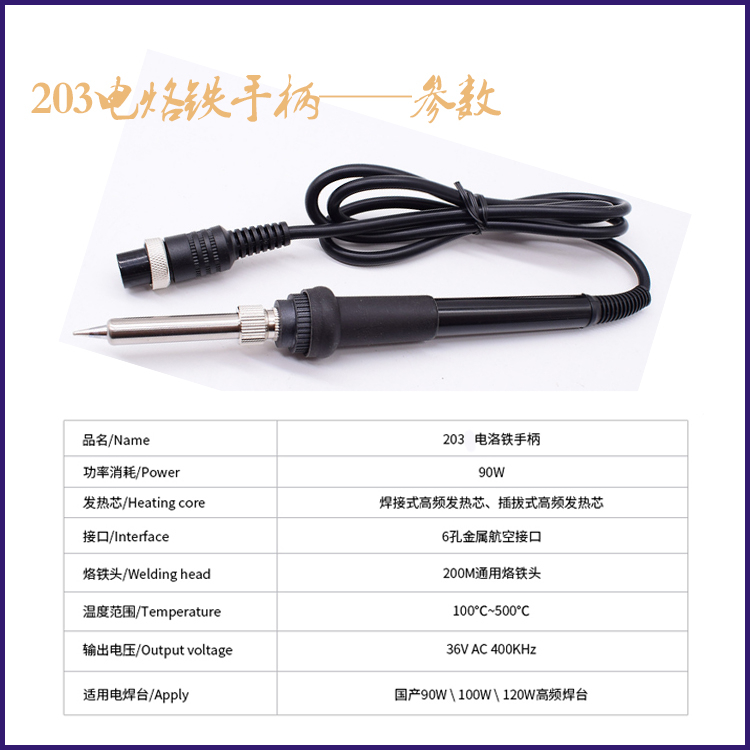 203电烙铁手柄——参数
品名/Name 203 电洛铁手柄
功率消耗/Power 90W
发热芯/Heating core 焊接式高频发热芯、插拔式高频发热芯
接口/Interface 6孔金属航空接口
烙铁头/Welding head 200M通用烙铁头
温度范围/Temperature 100℃~500℃
输出电压/Output voltage 36V AC 400KHz
适用电焊台/Apply 国产90W \ 100W \ 120W高频焊台